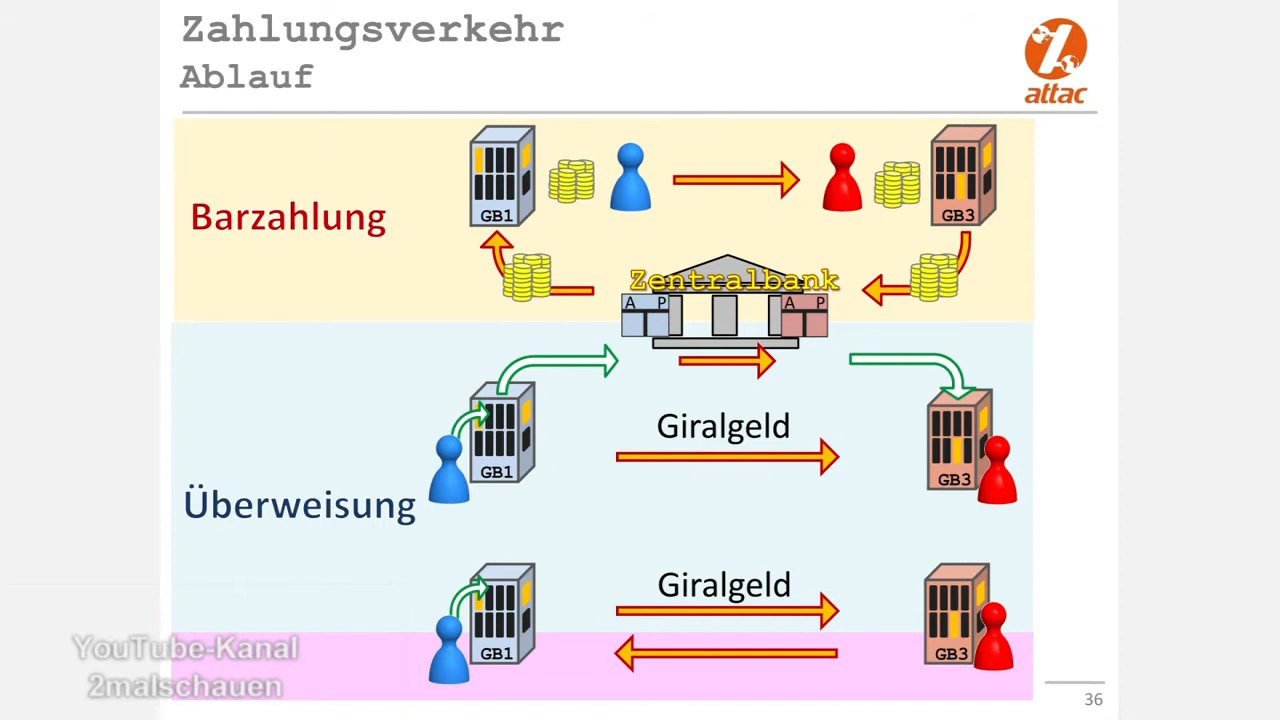 Zahlungsverkehr
Ablauf
attac
GB1
GB3
Barzahlung
Zentralbank
A P
A P
Giralgeld
GB1
GB3
Überweisung
Giralgeld
GB1
GB3
YouTube-Kanal
2malschauen
36